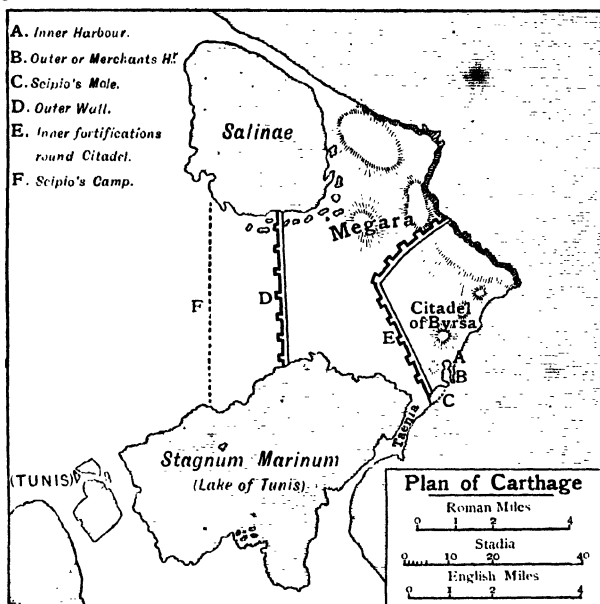 A. Inner Harbour.
B. Outer or Merchants Hr
C. Scipio's Mole.
D. Outer Wall.
E. Inner fortifications
round Citadel.
F. Scipio's Camp.
Salinae
Megara
F
D
E
Citadel
of Byrsa
A
B
C
Taenia
Stagnum Marinum
(Lake of Tunis)
(TUNIS)
Plan of Carthage
Roman Miles
0 1 2 4
Stadia
0 10 20 40
English Miles
0 1 2 4